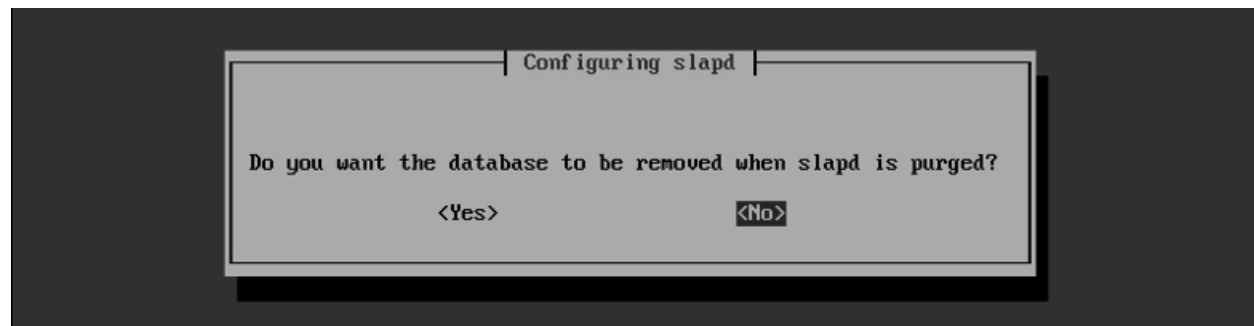 Configuring slapd
Do you want the database to be removed when slapd is purged?
<Yes> <No>